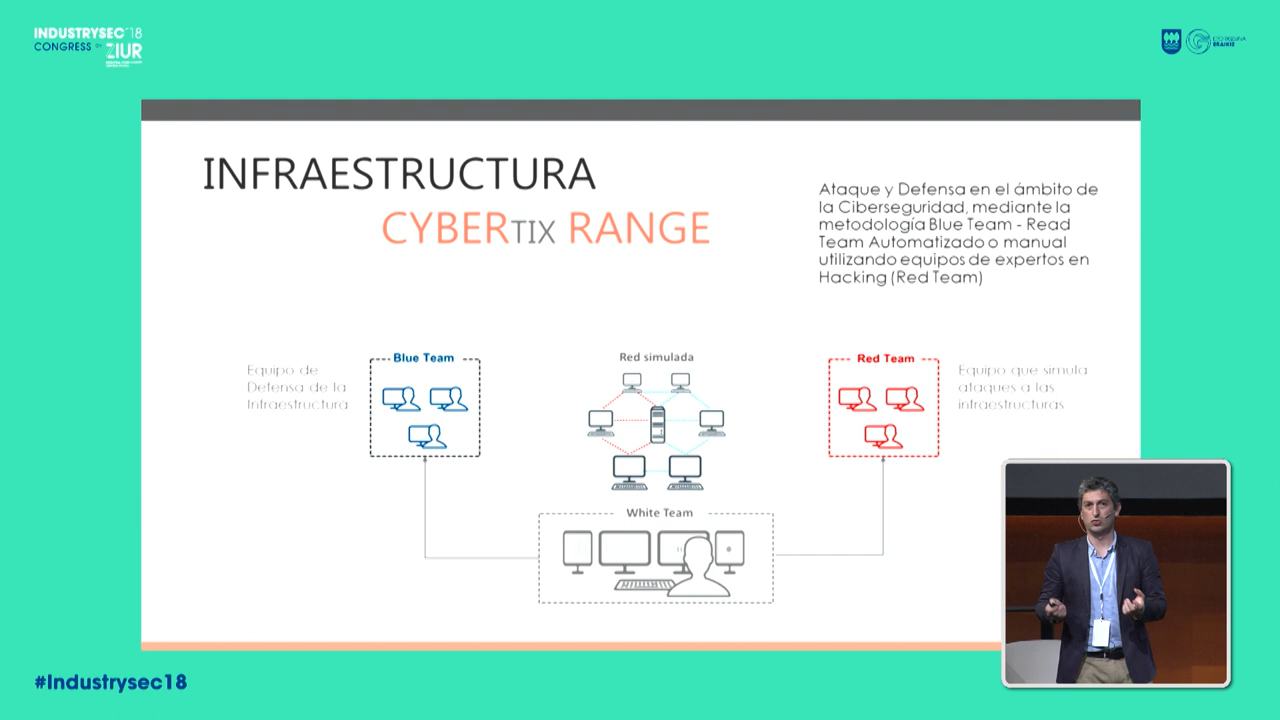 INDUSTRYSEC'18
CONGRESS BY
ZIUR
INFRAESTRUCTURA
CYBERTIX RANGE
Ataque y Defensa en el ámbito de
la Ciberseguridad, mediante la
metodología Blue Team - Read
Team Automatizado o manual
utilizando equipos de expertos en
Hacking (Red Team)
Equipo de
Defensa de la
Infraestructura
Blue Team
Red simulada
Red Team
Equipo que simula
ataques a las
infraestructuras
White Team
#Industrysec18